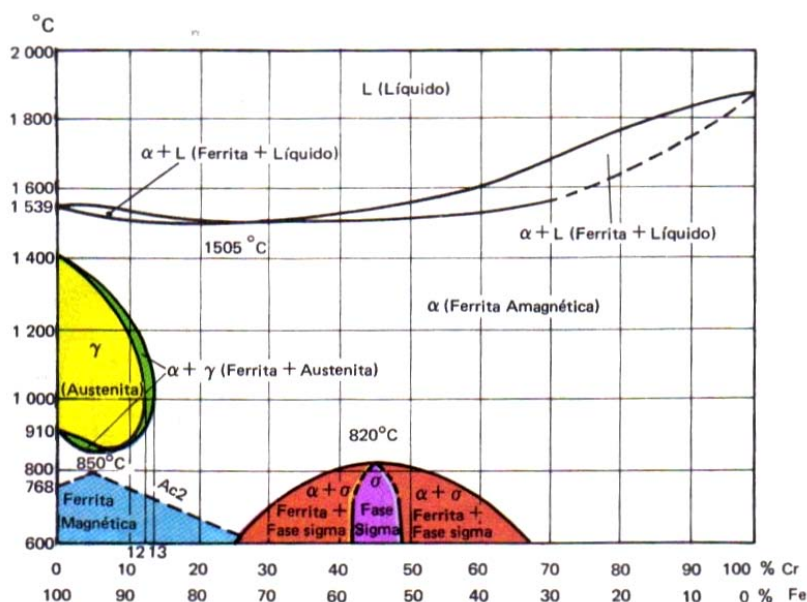 °C
2 000
L (Líquido)
1 800
α + L (Ferrita + Líquido)
1 600
1 539
1505 °C
α + L (Ferrita + Líquido)
1 400
α (Ferrita Amagnética)
1 200
γ
(Austenita)
α + γ (Ferrita + Austenita)
1 000
910
820°C
850°C
800
768
Ac2
Ferrita
Magnética
α + σ
Ferrita +
Fase sigma
σ
Fase
Sigma
α + σ
Ferrita +
Fase sigma
600
12 13
0 10 20 30 40 50 60 70 80 90 100 % Cr
100 90 80 70 60 50 40 30 20 10 0 % Fe